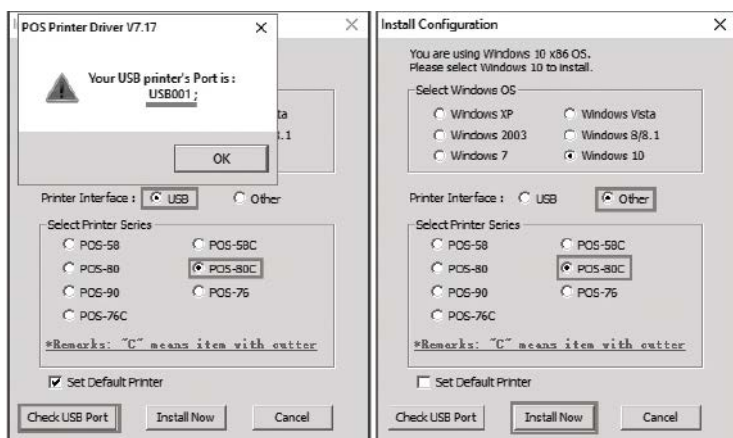 POS Printer Driver V7.17
Your USB printer's Port is :
USB001 ;
OK
Printer Interface : USB Other
Select Printer Series
POS-58 POS-58C
POS-80 POS-80C
POS-90 POS-76
POS-76C
*Remarks: "C" means item with cutter
Set Default Printer
Check USB Port Install Now Cancel
Install Configuration
You are using Windows 10 x86 OS.
Please select Windows 10 to install.
Select Windows OS
Windows XP Windows Vista
Windows 2003 Windows 8/8.1
Windows 7 Windows 10
Printer Interface : USB Other
Select Printer Series
POS-58 POS-58C
POS-80 POS-80C
POS-90 POS-76
POS-76C
*Remarks: "C" means item with cutter
Set Default Printer
Check USB Port Install Now Cancel